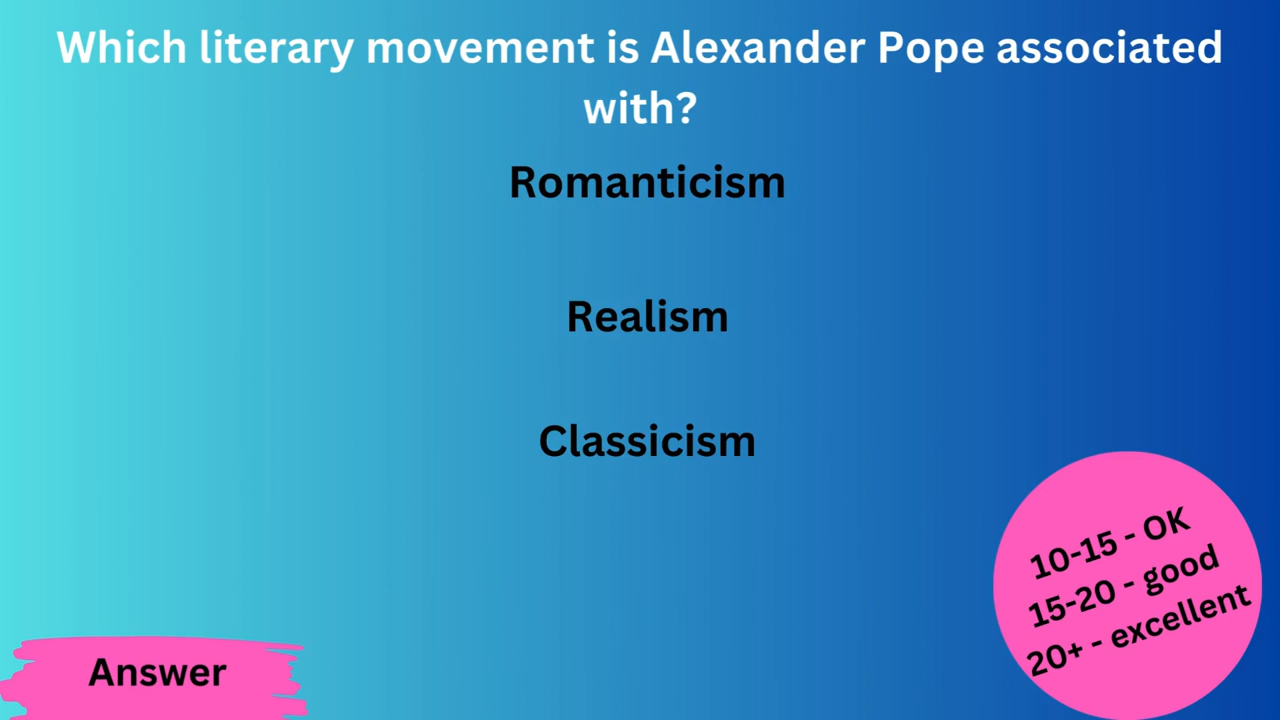 Which literary movement is Alexander Pope associated
with?
Romanticism
Realism
Classicism
10-15 - OK
15-20 - good
20+ - excellent
Answer